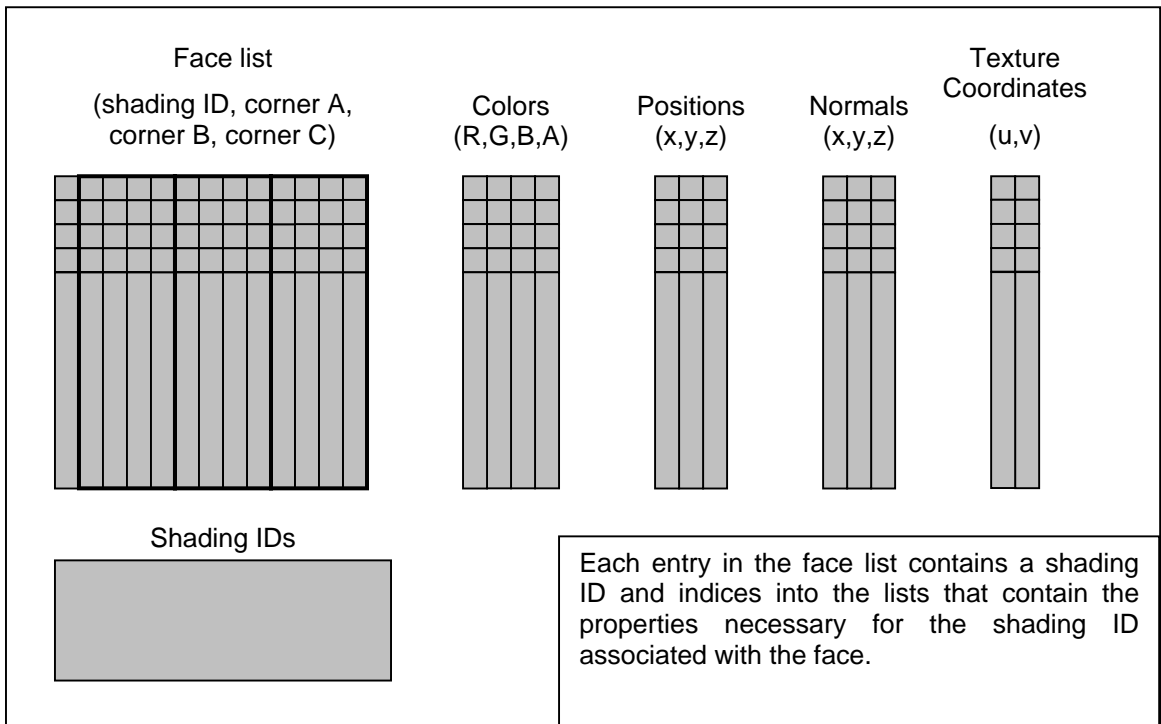 Face list
(shading ID, corner A,
corner B, corner C)
Colors
(R,G,B,A)
Positions
(x,y,z)
Normals
(x,y,z)
Texture
Coordinates
(u,v)
Shading IDs
Each entry in the face list contains a shading
ID and indices into the lists that contain the
properties necessary for the shading ID
associated with the face.